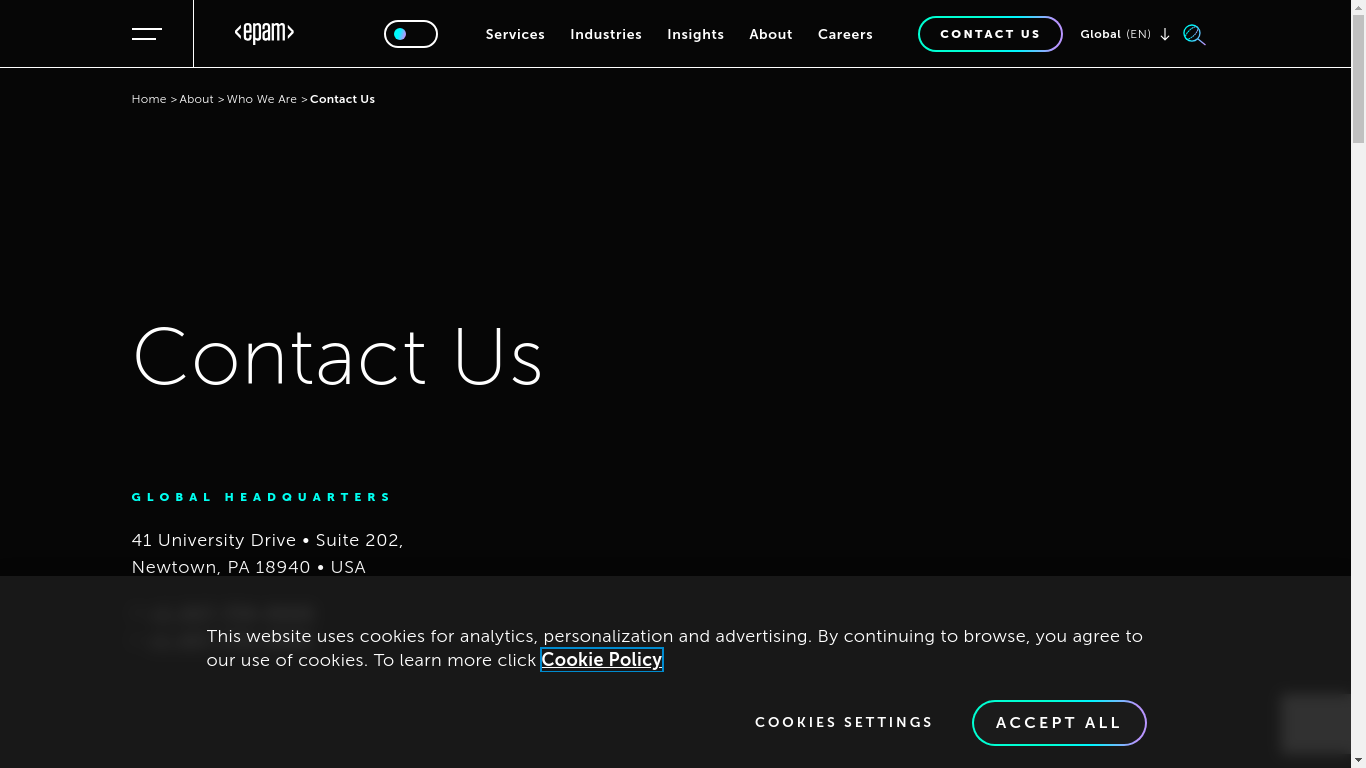 <epam>
Services
Industries
Insights
About
Careers
CONTACT US
Global (EN)
Home > About > Who We Are > Contact Us
Contact Us
GLOBAL HEADQUARTERS
41 University Drive • Suite 202,
Newtown, PA 18940 • USA
This website uses cookies for analytics, personalization and advertising. By continuing to browse, you agree to
our use of cookies. To learn more click Cookie Policy
COOKIES SETTINGS
ACCEPT ALL